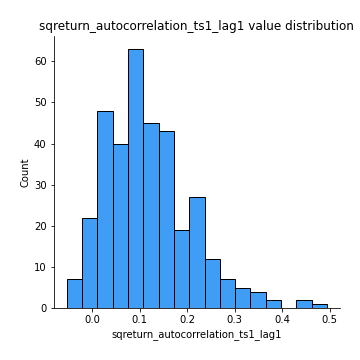 sqreturn_autocorrelation_ts1_lag1 value distribution
60
50
40
30
20
10
0
Count
0.0 0.1 0.2 0.3 0.4 0.5
sqreturn_autocorrelation_ts1_lag1